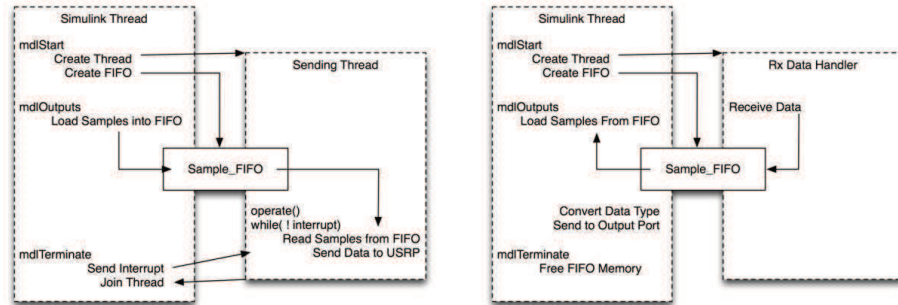 Simulink Thread
mdlStart
Create Thread
Create FIFO
Sending Thread
mdlOutputs
Load Samples into FIFO
Sample_FIFO
operate()
while( ! interrupt)
Read Samples from FIFO
Send Data to USRP
mdlTerminate
Send Interrupt
Join Thread
Simulink Thread
mdlStart
Create Thread
Create FIFO
Rx Data Handler
mdlOutputs
Load Samples From FIFO
Receive Data
Sample_FIFO
Convert Data Type
Send to Output Port
mdlTerminate
Free FIFO Memory